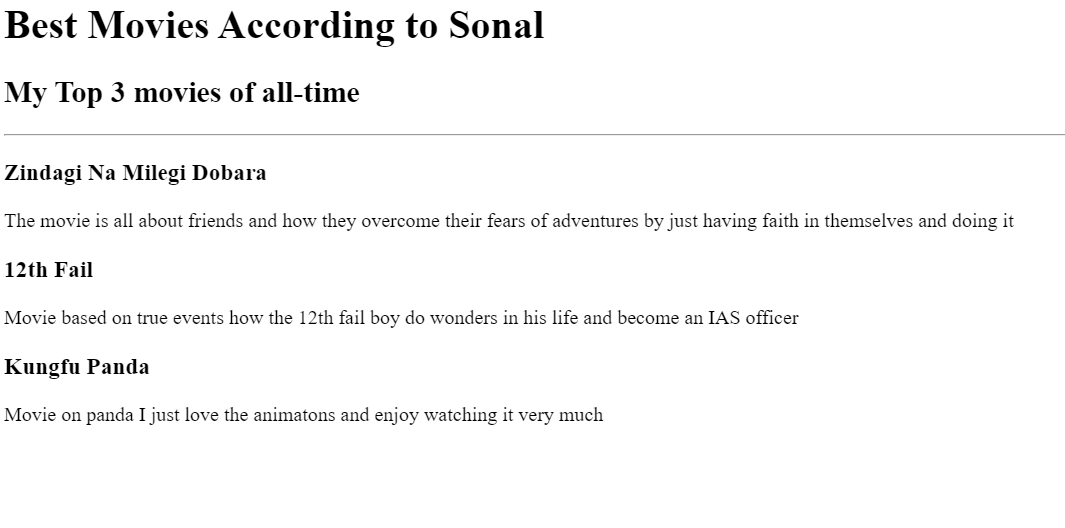 Best Movies According to Sonal
My Top 3 movies of all-time
Zindagi Na Milegi Dobara
The movie is all about friends and how they overcome their fears of adventures by just having faith in themselves and doing it
12th Fail
Movie based on true events how the 12th fail boy do wonders in his life and become an IAS officer
Kungfu Panda
Movie on panda I just love the animatons and enjoy watching it very much